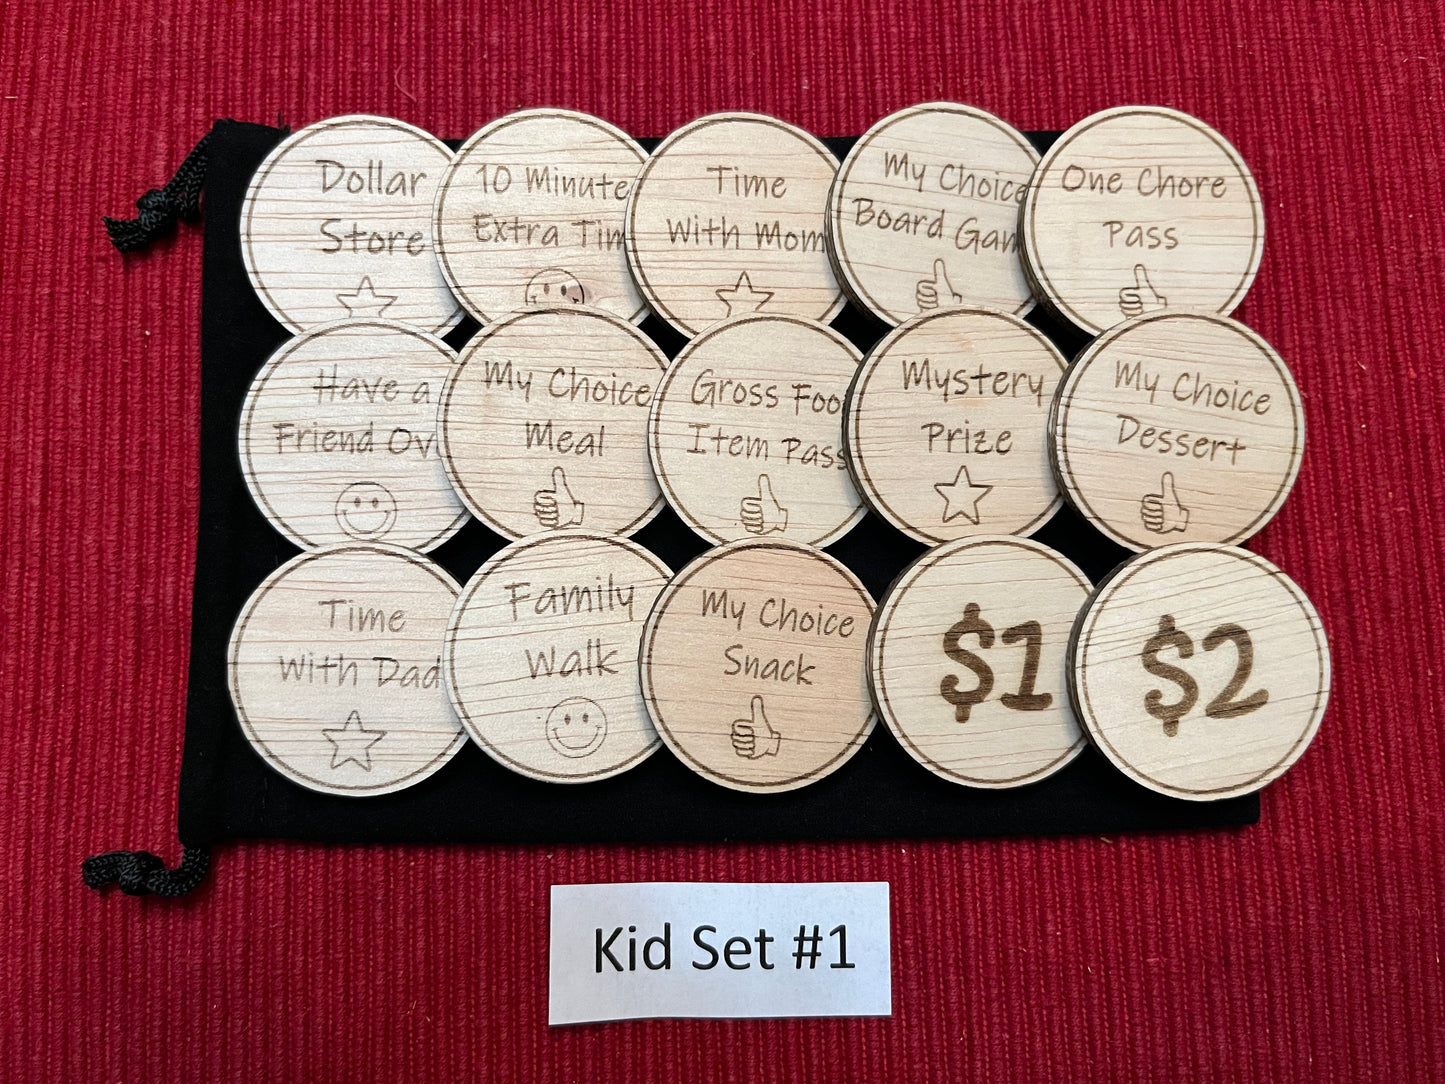 Dollar
Store
10 Minute
Extra Tim
Time
With Mom
My Choice
Board Gam
One Chore
Pass
Have a
Friend Ov
My Choice
Meal
Gross Foo
Item Pass
Mystery
Prize
My Choice
Dessert
Time
With Dad
Family
Walk
My Choice
Snack
$1
$2
Kid Set #1